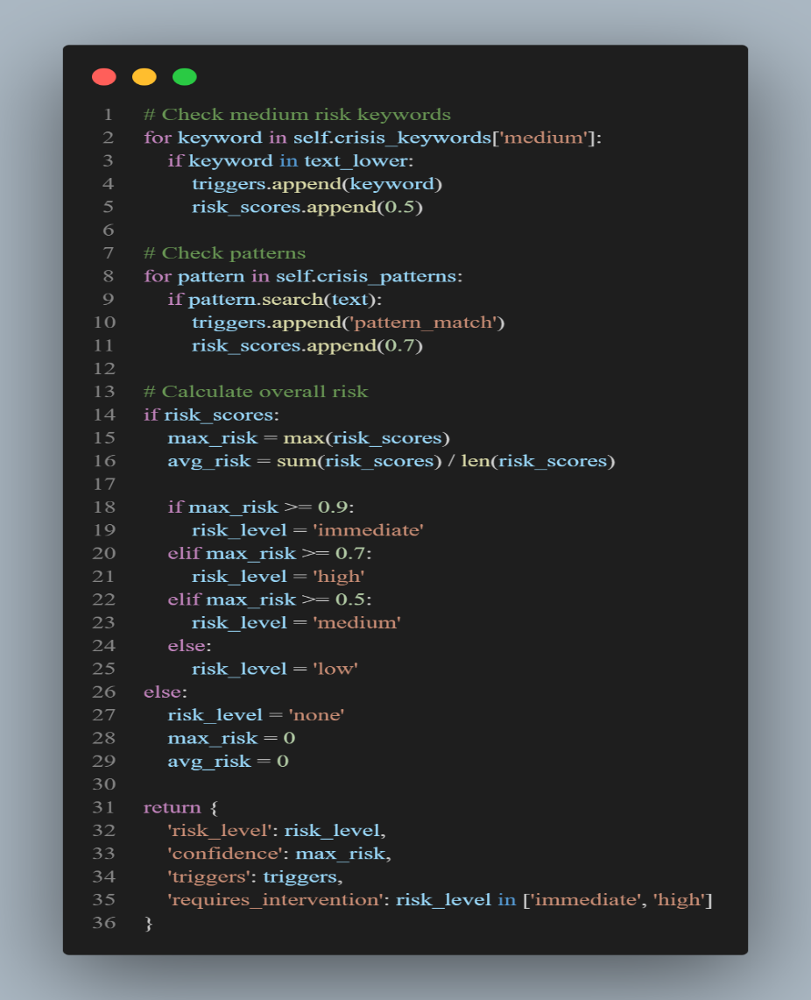 1 # Check medium risk keywords
2 for keyword in self.crisis_keywords['medium']:
3 if keyword in text_lower:
4 triggers.append(keyword)
5 risk_scores.append(0.5)
6
7 # Check patterns
8 for pattern in self.crisis_patterns:
9 if pattern.search(text):
10 triggers.append('pattern_match')
11 risk_scores.append(0.7)
12
13 # Calculate overall risk
14 if risk_scores:
15 max_risk = max(risk_scores)
16 avg_risk = sum(risk_scores) / len(risk_scores)
17
18 if max_risk >= 0.9:
19 risk_level = 'immediate'
20 elif max_risk >= 0.7:
21 risk_level = 'high'
22 elif max_risk >= 0.5:
23 risk_level = 'medium'
24 else:
25 risk_level = 'low'
26 else:
27 risk_level = 'none'
28 max_risk = 0
29 avg_risk = 0
30
31 return {
32 'risk_level': risk_level,
33 'confidence': max_risk,
34 'triggers': triggers,
35 'requires_intervention': risk_level in ['immediate', 'high']
36 }